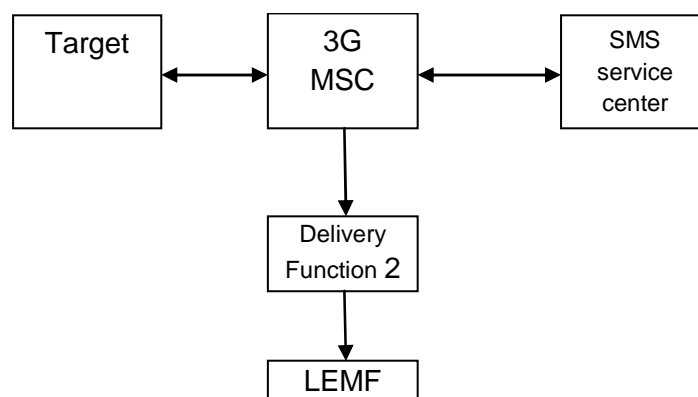 Target
3G
MSC
SMS
service
center
Delivery
Function 2
LEMF